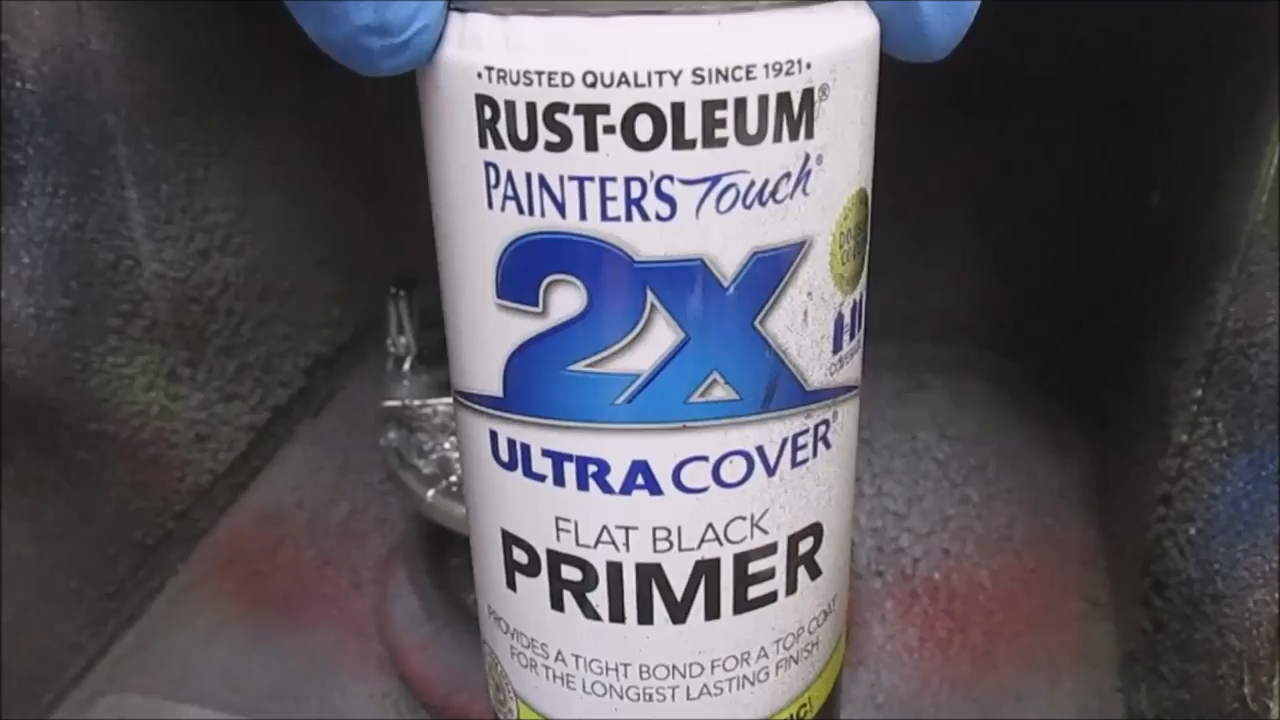 •TRUSTED QUALITY SINCE 1921•
RUST-OLEUM®
PAINTER'S Touch®
2X
ULTRA COVER®
FLAT BLACK
PRIMER
PROVIDES A TIGHT BOND FOR A TOP COAT
FOR THE LONGEST LASTING FINISH